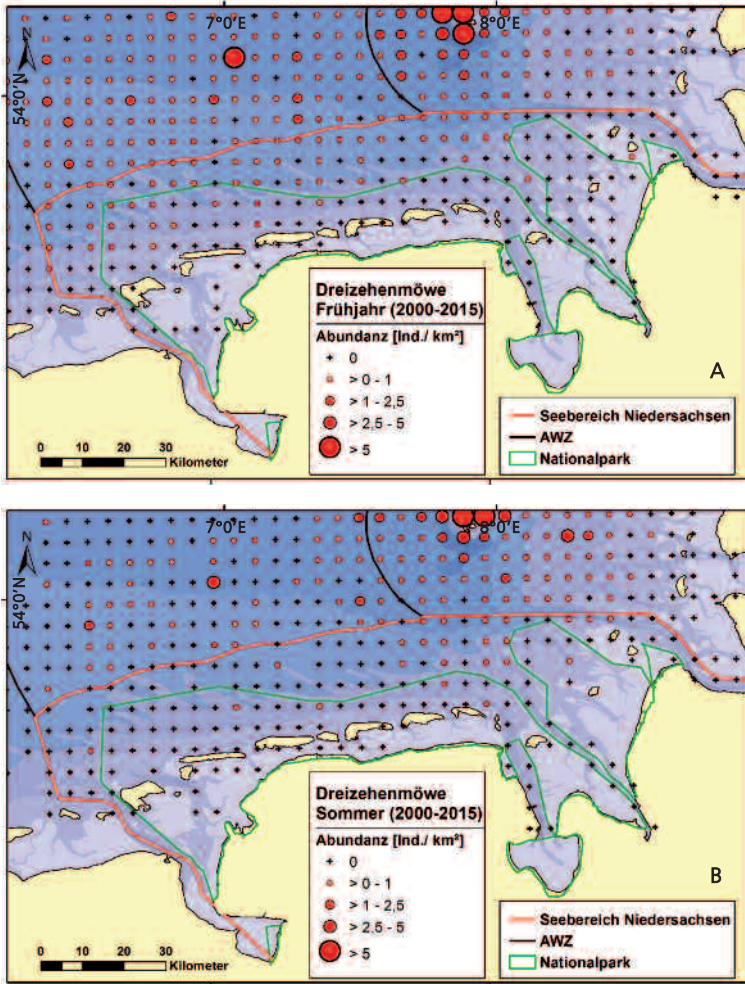 7°0'E
8°0'E
N
54°0'N
Dreizehenmöwe
Frühjahr (2000-2015)
Abundanz [Ind./ km²]
0
> 0 - 1
> 1 - 2,5
> 2,5 - 5
> 5
A
Seebereich Niedersachsen
AWZ
Nationalpark
0 10 20 30
Kilometer
7°0'E
8°0'E
N
54°0'N
Dreizehenmöwe
Sommer (2000-2015)
Abundanz [Ind./ km²]
0
> 0 - 1
> 1 - 2,5
> 2,5 - 5
> 5
B
Seebereich Niedersachsen
AWZ
Nationalpark
0 10 20 30
Kilometer